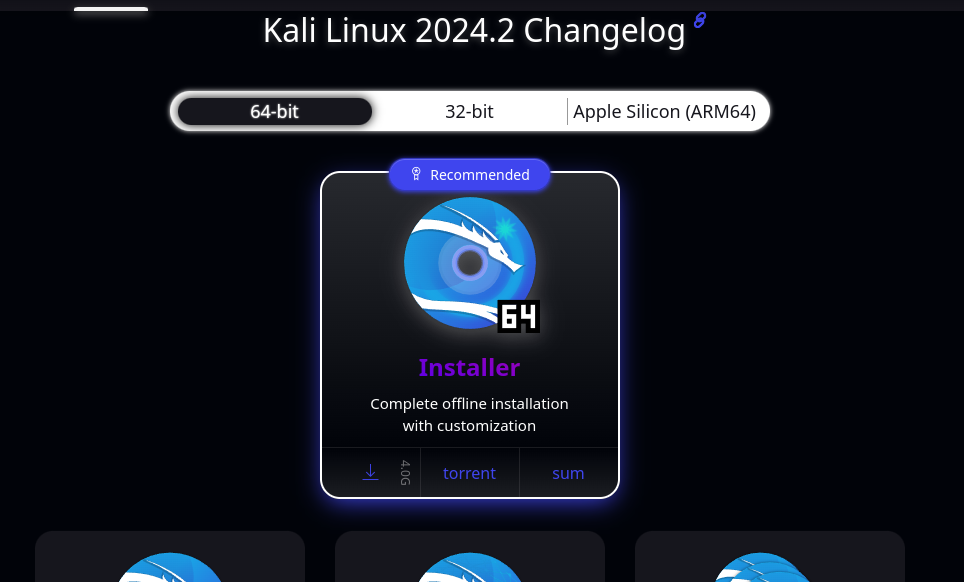 Kali Linux 2024.2 Changelog
64-bit
32-bit
Apple Silicon (ARM64)
Recommended
64
Installer
Complete offline installation
with customization
4.0G
torrent
sum